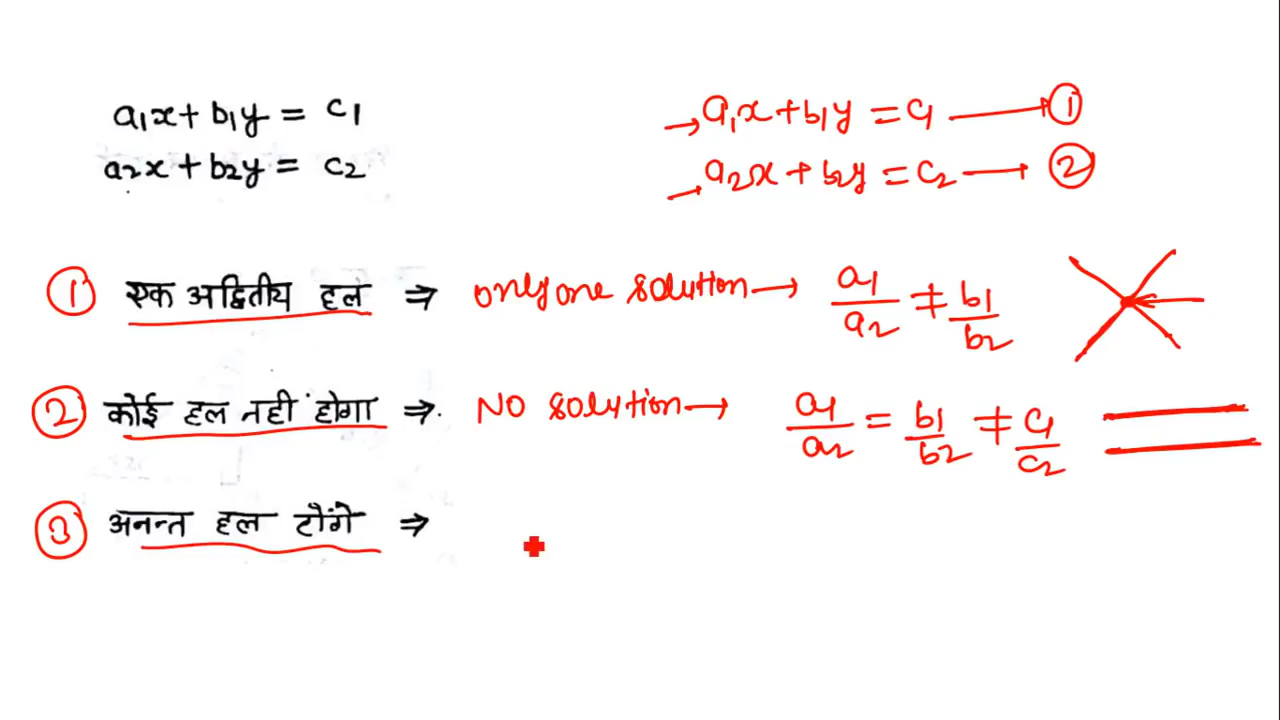 a1x + b1y = c1
a2x + b2y = c2
→ a1x + b1y = c1 → ①
→ a2x + b2y = c2 → ②
① एक अद्वितीय हल ⇒ only one solution → a1/a2 ≠ b1/b2
② कोई हल नही होगा ⇒ NO solution → a1/a2 = b1/b2 ≠ c1/c2
③ अनन्त हल होंगे ⇒